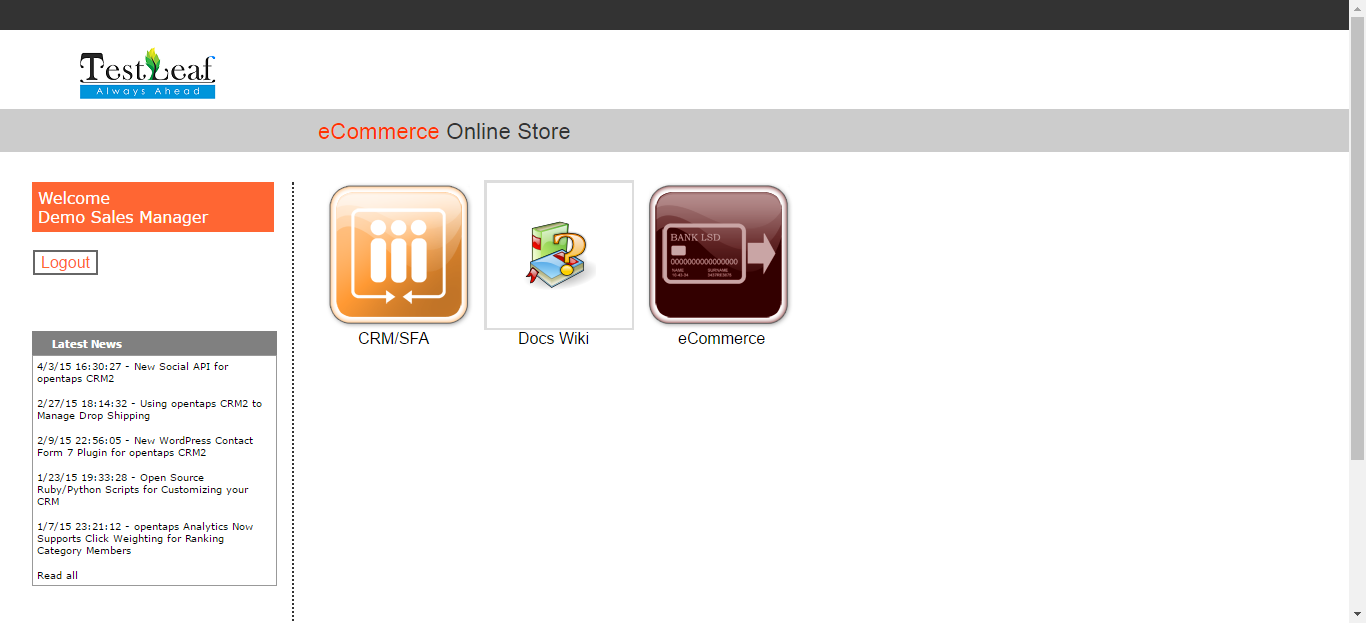 TestLeaf
Always Ahead
eCommerce Online Store
Welcome
Demo Sales Manager
Logout
Latest News
4/3/15 16:30:27 - New Social API for
opentaps CRM2
2/27/15 18:14:32 - Using opentaps CRM2 to
Manage Drop Shipping
2/9/15 22:56:05 - New WordPress Contact
Form 7 Plugin for opentaps CRM2
1/23/15 19:33:28 - Open Source
Ruby/Python Scripts for Customizing your
CRM
1/7/15 23:21:12 - opentaps Analytics Now
Supports Click Weighting for Ranking
Category Members
Read all
CRM/SFA
?
Docs Wiki
BANK LSD
NAME SURNAME
eCommerce